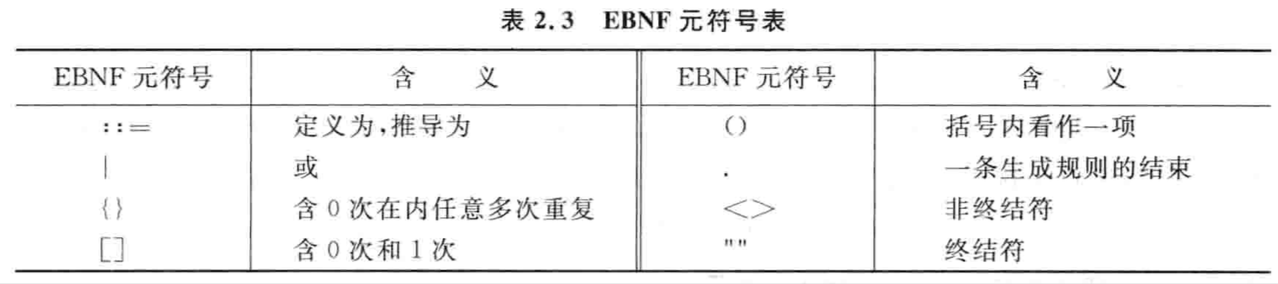 表 2.3 EBNF 元符号表
EBNF 元符号 含 义 EBNF 元符号 含 义
::= 定义为,推导为 () 括号内看作一项
| 或 . 一条生成规则的结束
{} 含 0 次在内任意多次重复 <> 非终结符
[] 含 0 次和 1 次 "" 终结符